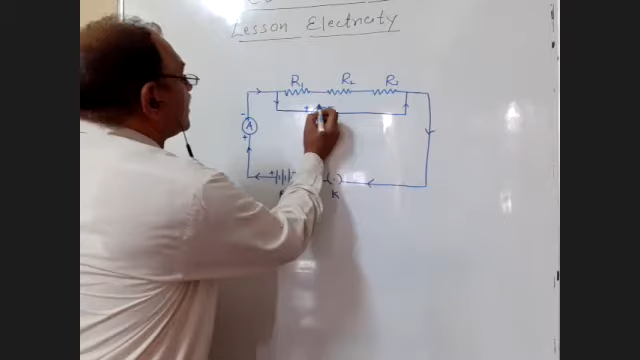 Lesson Electricity
R₁ R₂ R₃
+
-
A
+
+
K